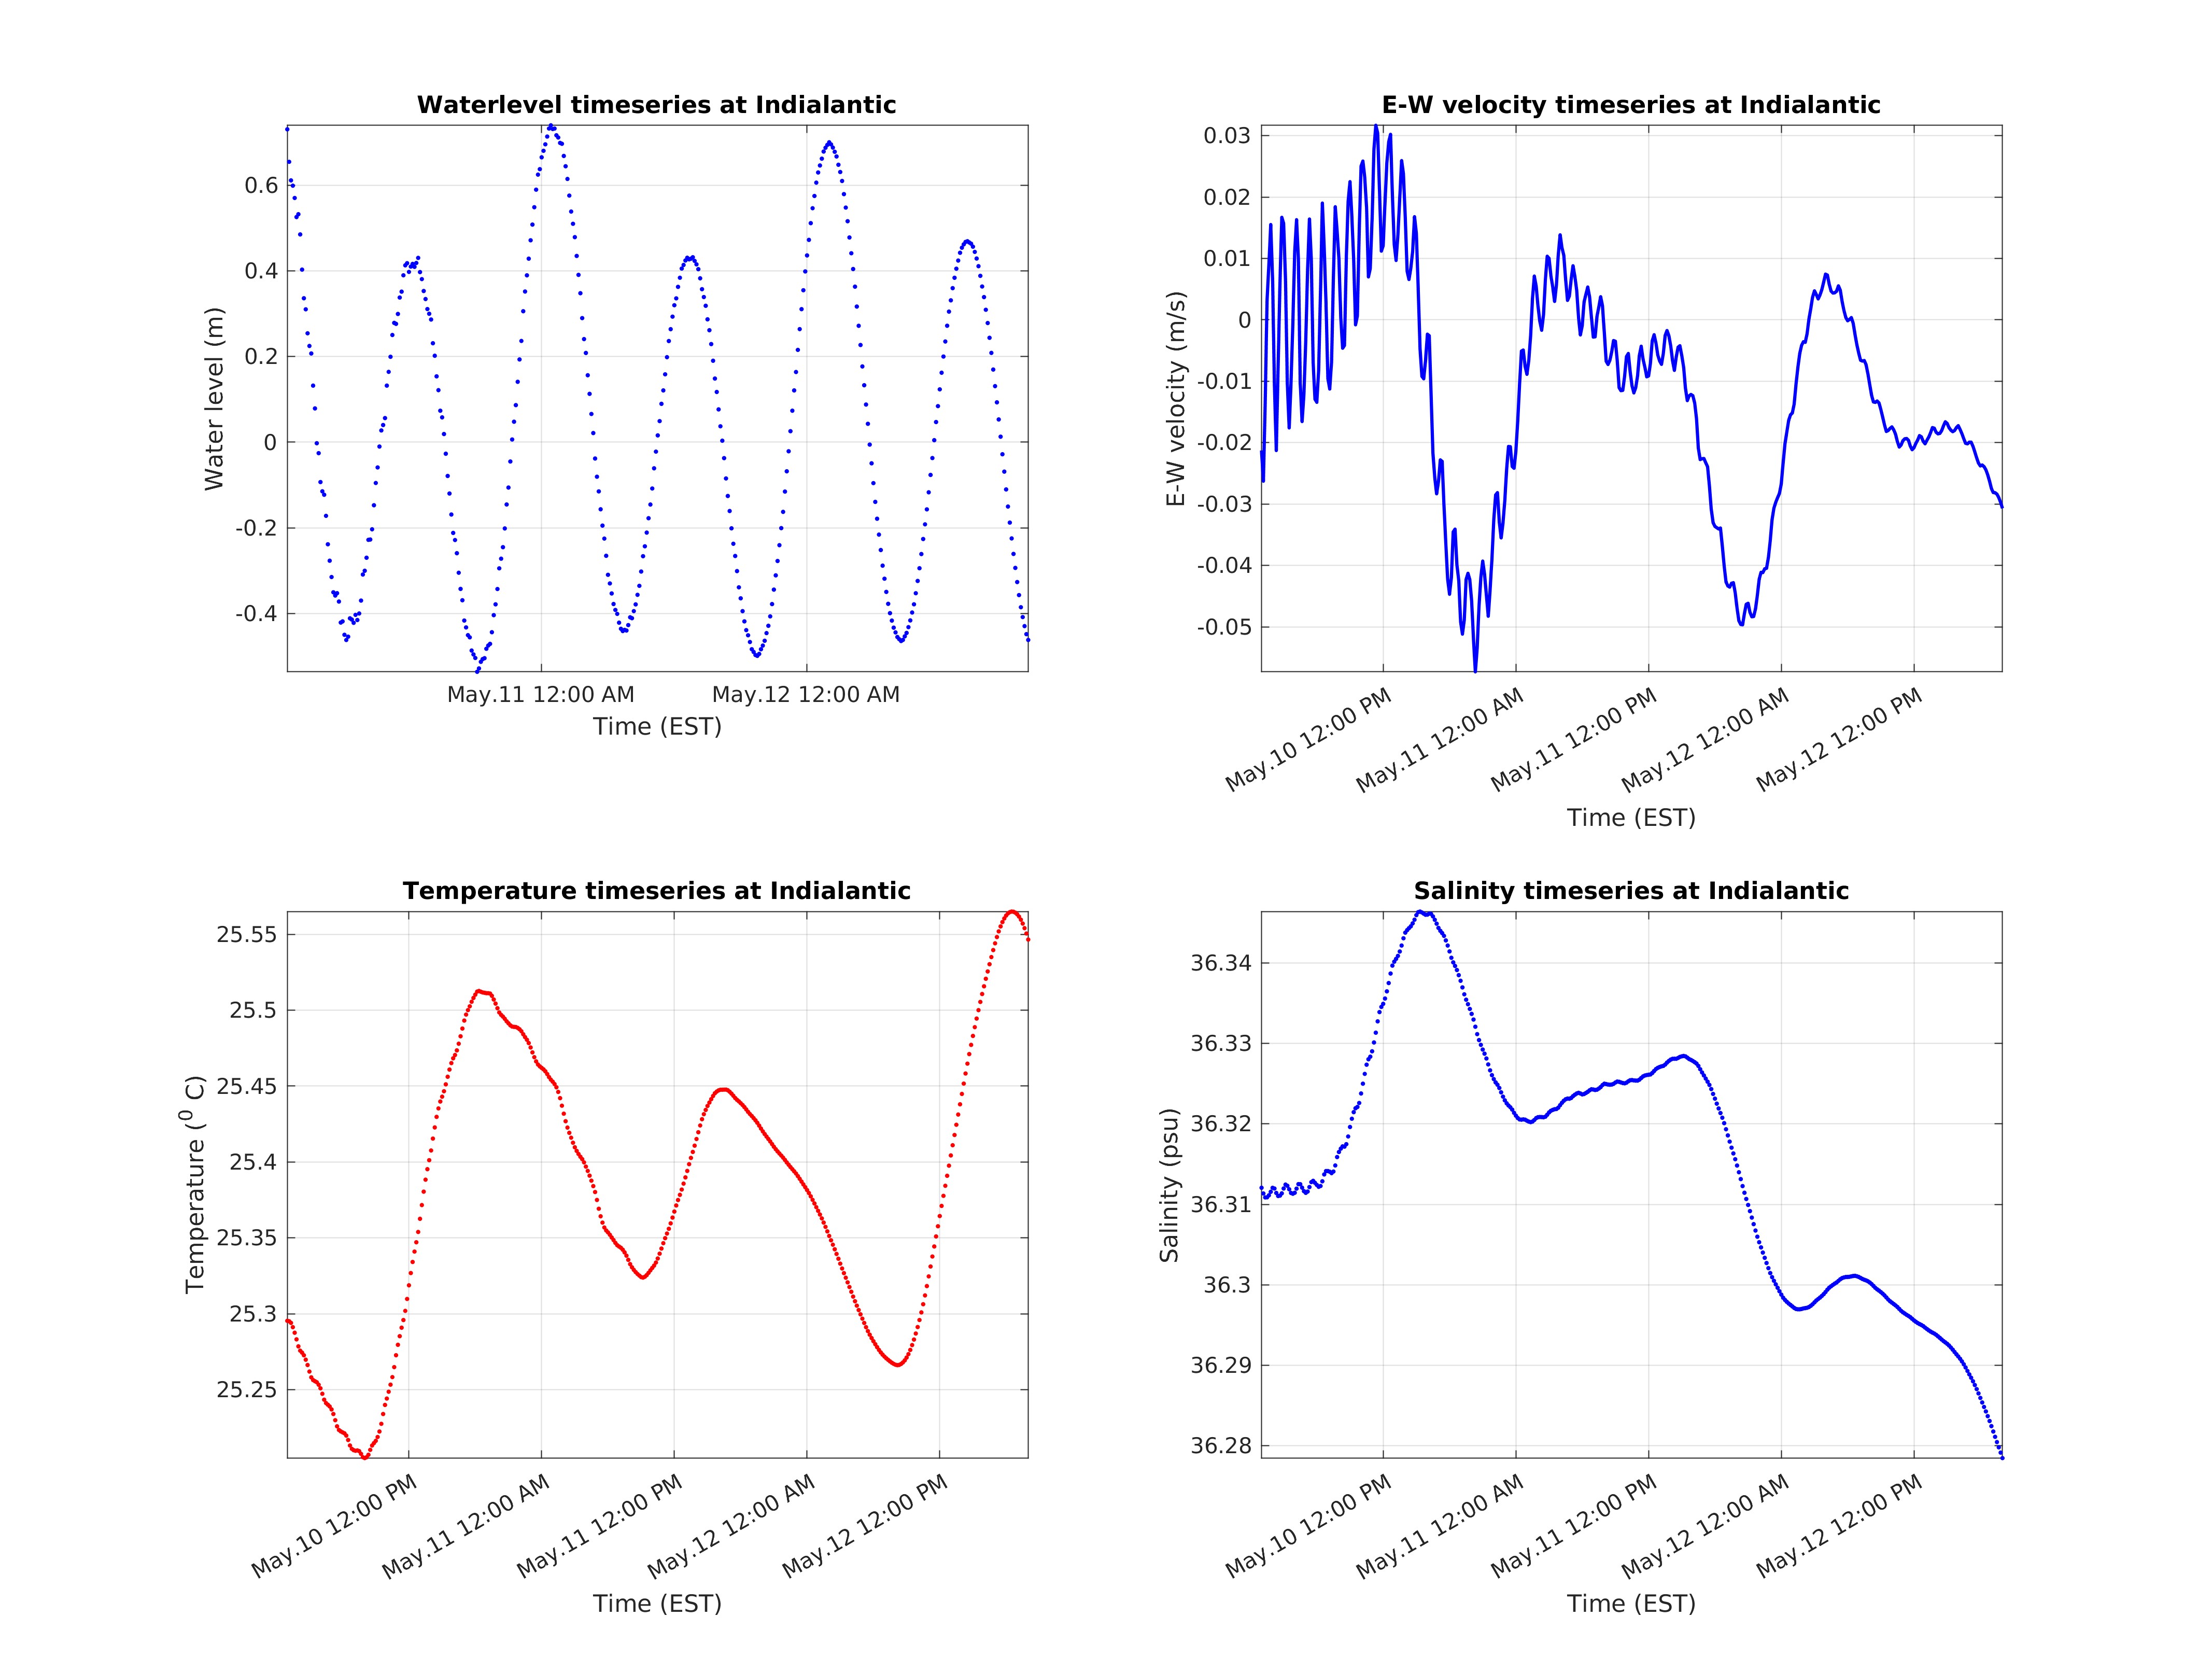 Waterlevel timeseries at Indialantic
0.6
0.4
0.2
0
-0.2
-0.4
Water level (m)
May.11 12:00 AM
May.12 12:00 AM
Time (EST)
E-W velocity timeseries at Indialantic
0.03
0.02
0.01
0
-0.01
-0.02
-0.03
-0.04
-0.05
E-W velocity (m/s)
May.10 12:00 PM
May.11 12:00 AM
May.11 12:00 PM
May.12 12:00 AM
May.12 12:00 PM
Time (EST)
Temperature timeseries at Indialantic
25.55
25.5
25.45
25.4
25.35
25.3
25.25
Temperature (⁰ C)
May.10 12:00 PM
May.11 12:00 AM
May.11 12:00 PM
May.12 12:00 AM
May.12 12:00 PM
Time (EST)
Salinity timeseries at Indialantic
36.34
36.33
36.32
36.31
36.3
36.29
36.28
Salinity (psu)
May.10 12:00 PM
May.11 12:00 AM
May.11 12:00 PM
May.12 12:00 AM
May.12 12:00 PM
Time (EST)